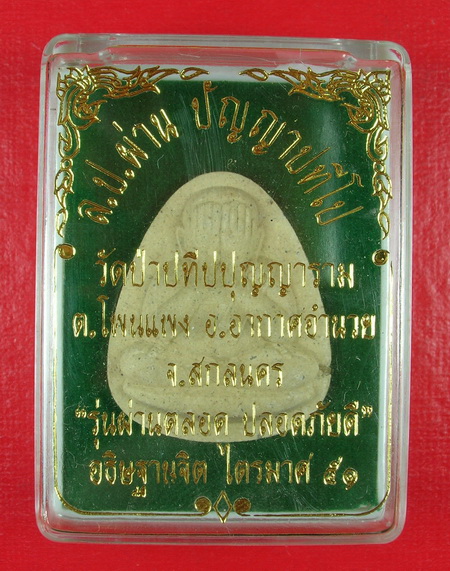 ล.ป.ผ่าน ปัญญาปทีโป
วัดป่าปทีปปุญญาราม
ต.โพนแพง อ.อากาศอำนวย
จ.สกลนคร
"รุ่นผ่านตลอด ปลอดภัยดี"
อธิษฐานจิต ไตรมาศ ๕๑